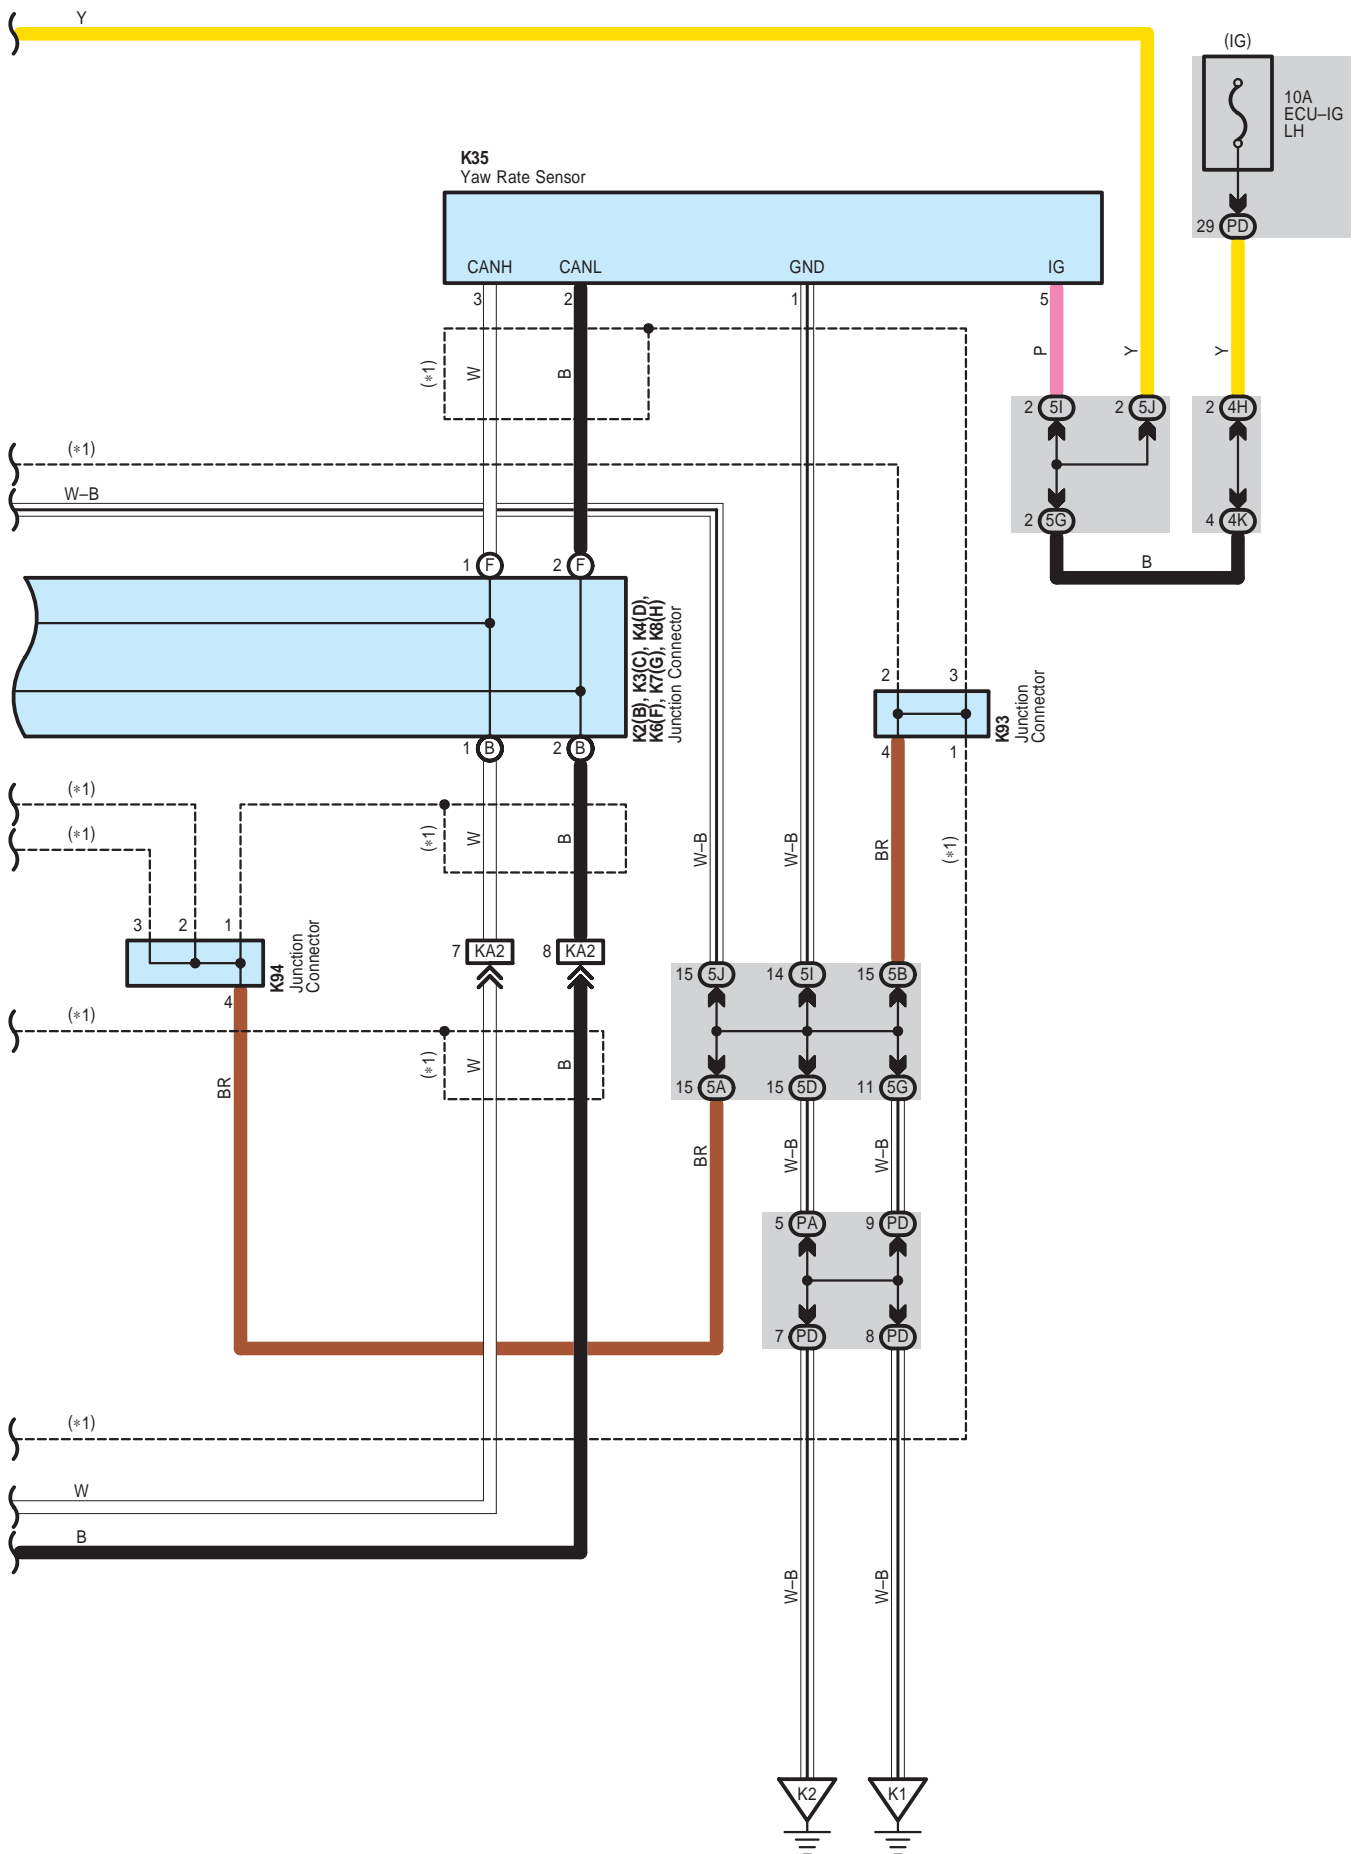 Y
(IG)
10A
ECU–IG
LH
29 PD
K35
Yaw Rate Sensor
CANH CANL GND IG
3 2 1 5
(*1) W B P Y Y
2 5I 2 5J 2 4H
(*1)
W–B
2 5G 4 4K
B
1 F 2 F
K2(B), K3(C), K4(D),
K6(F), K7(G), K8(H)
Junction Connector
2 3
K93
Junction
Connector
4 1
1 B 2 B
(*1)
(*1)
(*1) W B W–B W–B BR (*1)
3 2 1
K94
Junction
Connector
4
7 KA2 8 KA2
15 5J 14 5I 15 5B
(*1)
BR (*1) W B
15 5A 15 5D 11 5G
BR W–B W–B
5 PA 9 PD
7 PD 8 PD
(*1)
W
B
W–B W–B
K2 K1